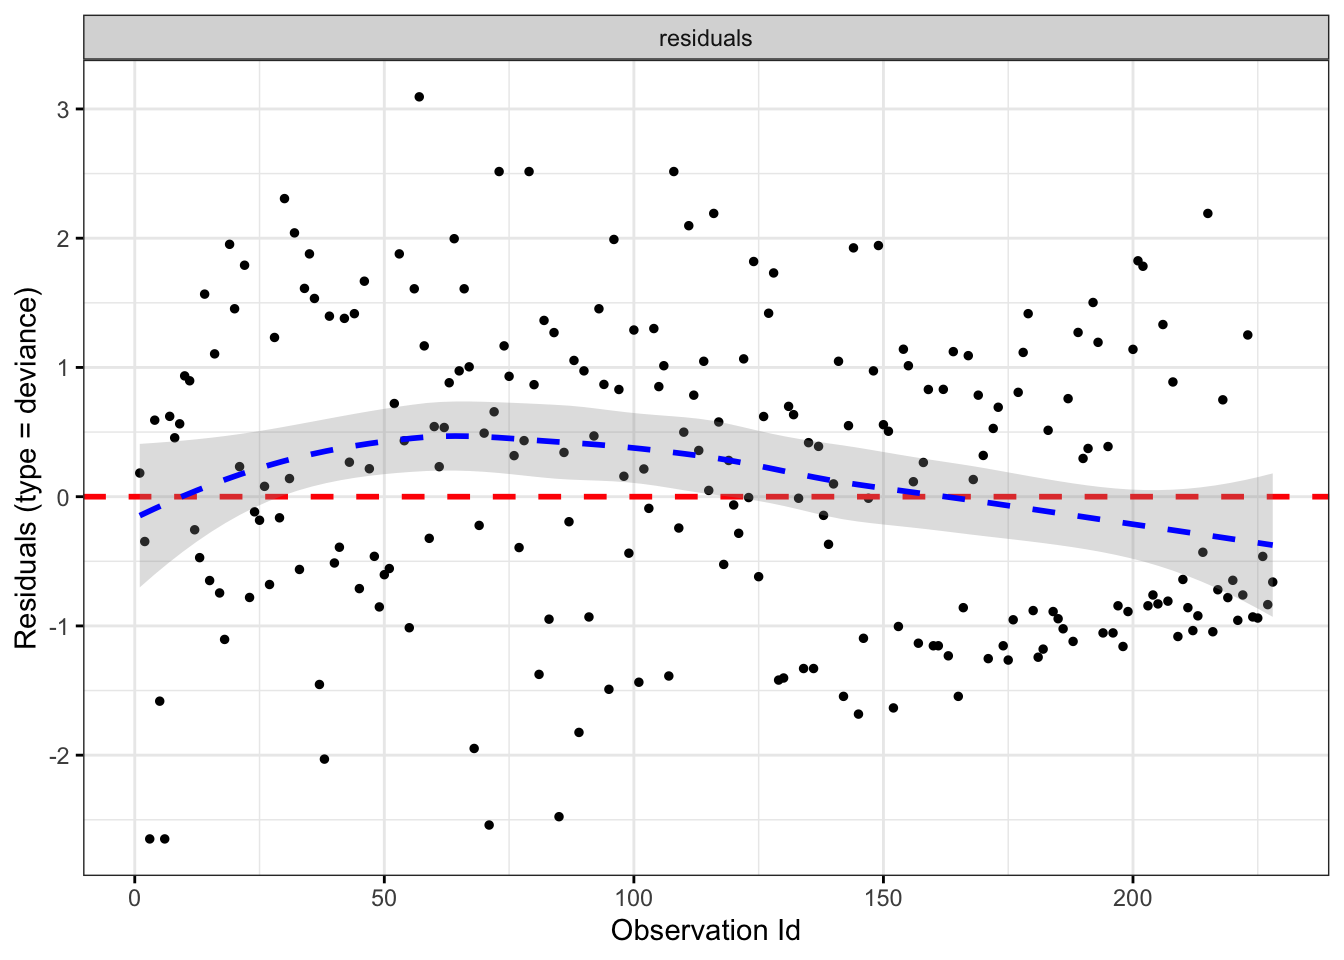 residuals
3
2
1
0
-1
-2
Residuals (type = deviance)
0 50 100 150 200
Observation Id